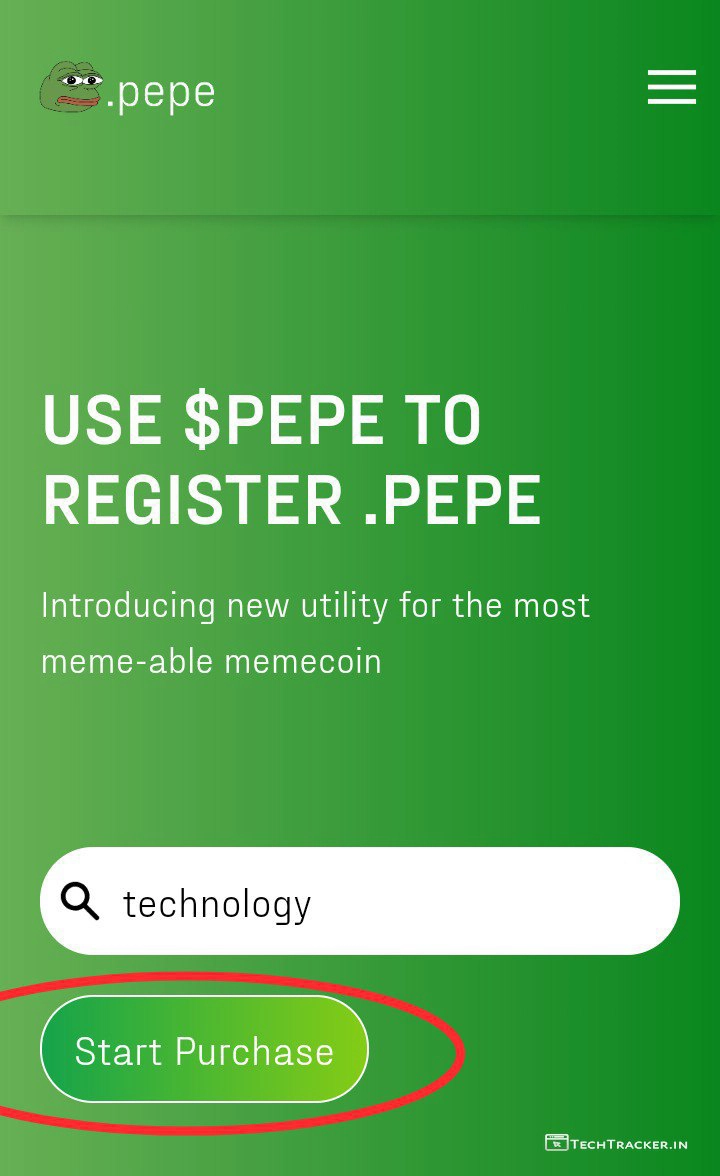 .pepe
USE $PEPE TO
REGISTER .PEPE
Introducing new utility for the most
meme-able memecoin
technology
Start Purchase
TECHTRACKER.IN